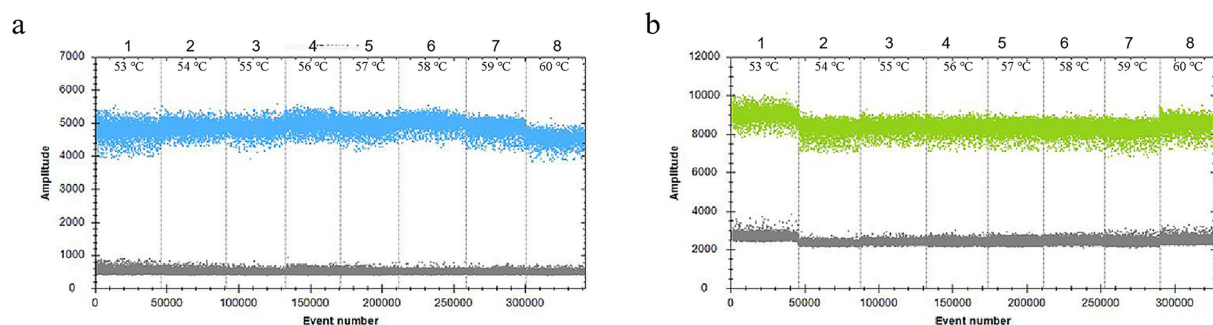 a
1 2 3 4 5 6 7 8
7000 53 °C 54 °C 55 °C 56 °C 57 °C 58 °C 59 °C 60 °C
6000
5000
4000
3000
2000
1000
0
Amplitude
0 50000 100000 150000 200000 250000 300000
Event number
b
1 2 3 4 5 6 7 8
12000 53 °C 54 °C 55 °C 56 °C 57 °C 58 °C 59 °C 60 °C
10000
8000
6000
4000
2000
0
Amplitude
0 50000 100000 150000 200000 250000 300000
Event number